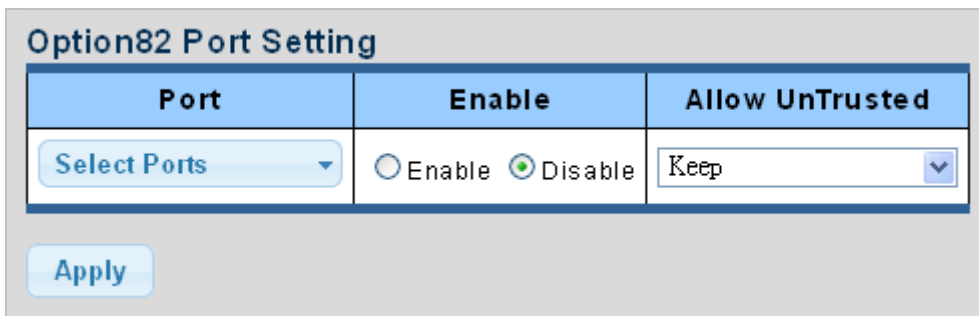 Option82 Port Setting
Port Enable Allow UnTrusted
Select Ports Enable Disable Keep
Apply